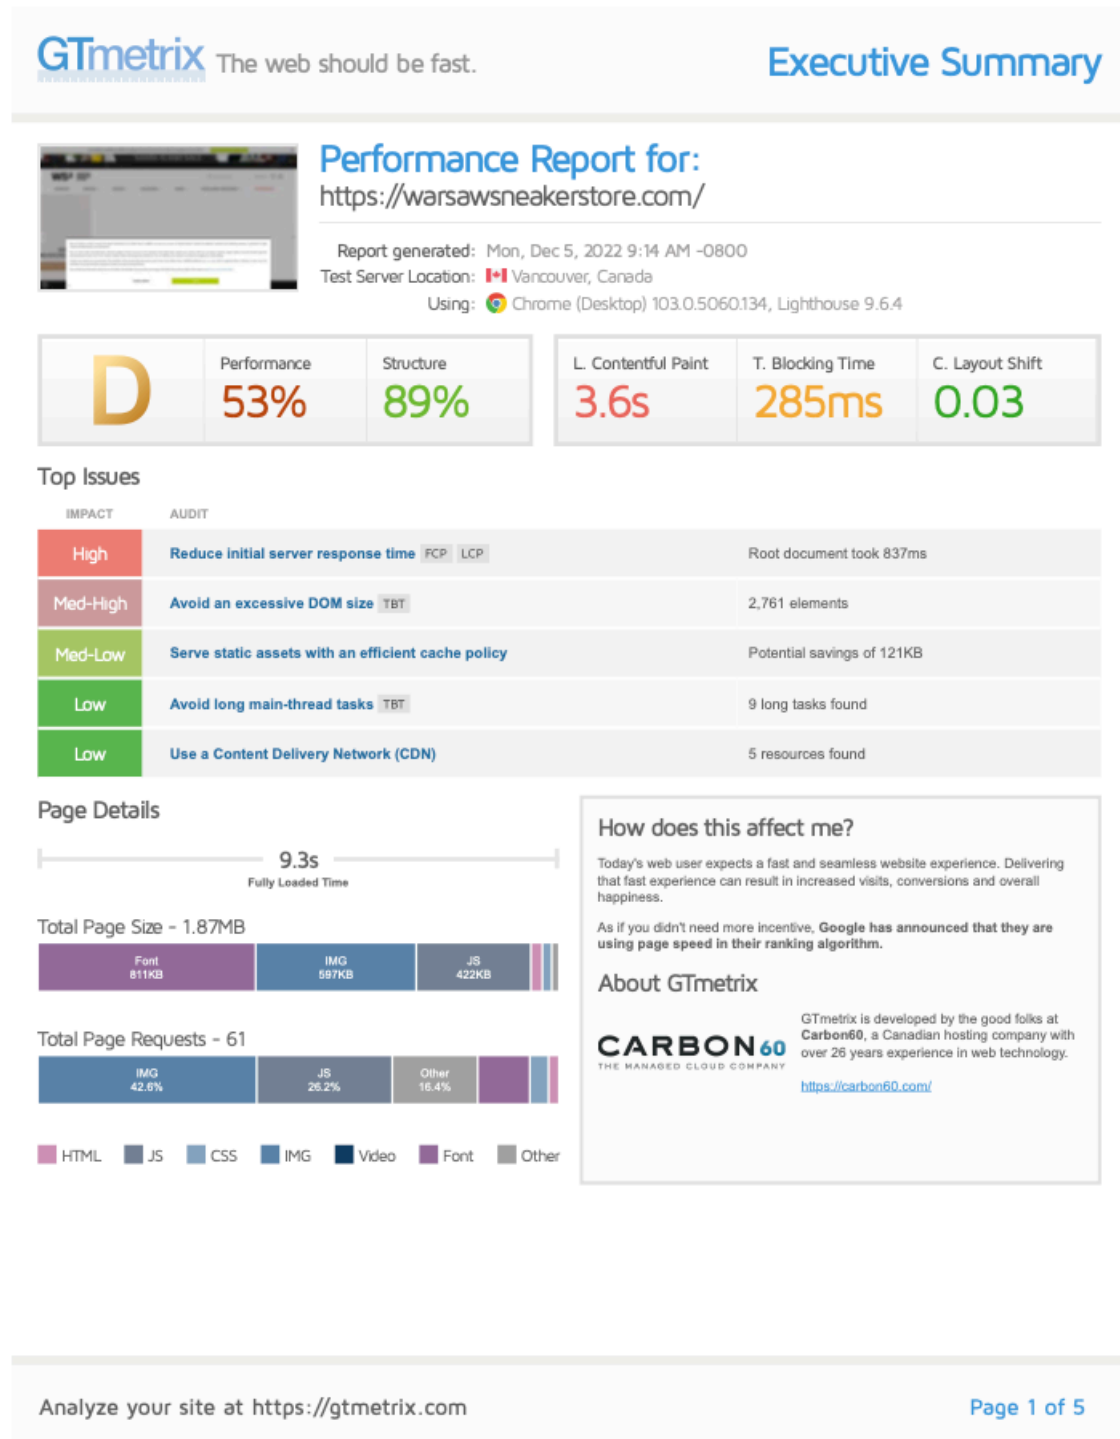 GTmetrix The web should be fast.
Executive Summary
Performance Report for:
https://warsawsneakerstore.com/
Report generated: Mon, Dec 5, 2022 9:14 AM -0800
Test Server Location: Vancouver, Canada
Using: Chrome (Desktop) 103.0.5060.134, Lighthouse 9.6.4
D
Performance
53%
Structure
89%
L. Contentful Paint
3.6s
T. Blocking Time
285ms
C. Layout Shift
0.03
Top Issues
IMPACT AUDIT
High Reduce initial server response time FCP LCP Root document took 837ms
Med-High Avoid an excessive DOM size TBT 2,761 elements
Med-Low Serve static assets with an efficient cache policy Potential savings of 121KB
Low Avoid long main-thread tasks TBT 9 long tasks found
Low Use a Content Delivery Network (CDN) 5 resources found
Page Details
9.3s
Fully Loaded Time
Total Page Size - 1.87MB
Font
811KB
IMG
597KB
JS
422KB
Total Page Requests - 61
IMG
42.6%
JS
26.2%
Other
16.4%
HTML JS CSS IMG Video Font Other
How does this affect me?
Today's web user expects a fast and seamless website experience. Delivering
that fast experience can result in increased visits, conversions and overall
happiness.
As if you didn't need more incentive, Google has announced that they are
using page speed in their ranking algorithm.
About GTmetrix
CARBON60
THE MANAGED CLOUD COMPANY
GTmetrix is developed by the good folks at
Carbon60, a Canadian hosting company with
over 26 years experience in web technology.
https://carbon60.com/
Analyze your site at https://gtmetrix.com
Page 1 of 5